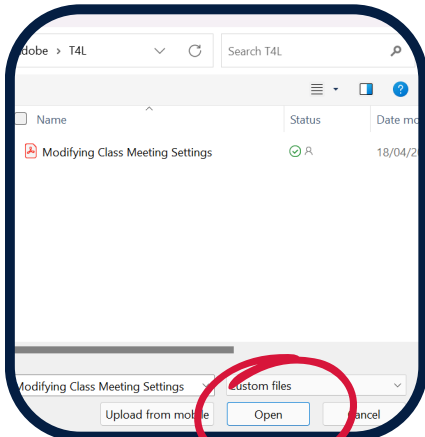 dobe > T4L Search T4L
?
Name Status Date mo
Modifying Class Meeting Settings 18/04/2
Modifying Class Meeting Settings Custom files
Upload from mobile Open Cancel